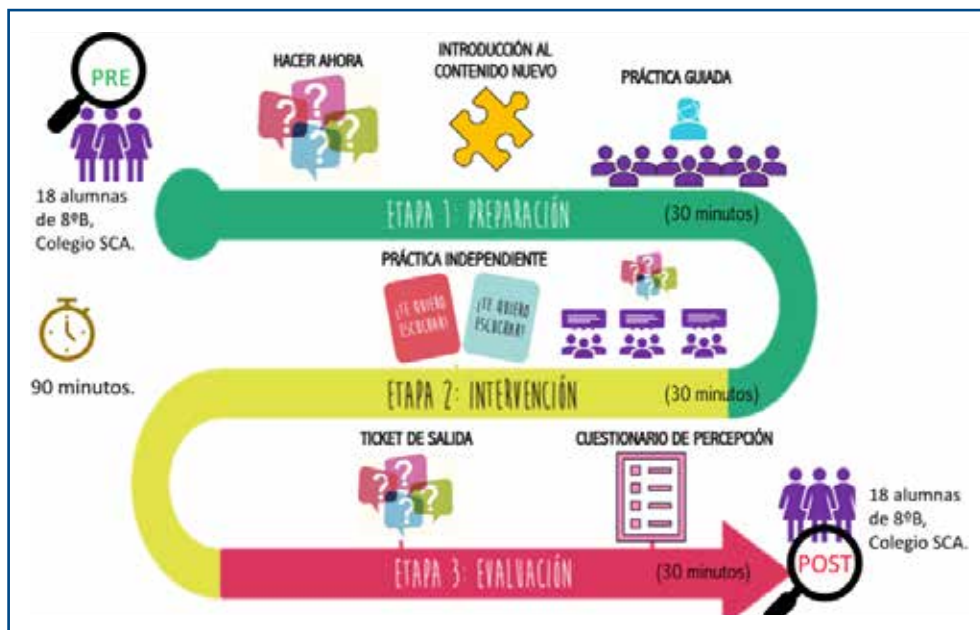 PRE
HACER AHORA
INTRODUCCIÓN AL
CONTENIDO NUEVO
PRÁCTICA GUIADA
18 alumnas
de 8ºB,
Colegio SCA.
ETAPA 1: PREPARACIÓN (30 minutos)
PRÁCTICA INDEPENDIENTE
¡TE QUIERO
ESCUCHAR!
¡TE QUIERO
ESCUCHAR!
90 minutos.
ETAPA 2: INTERVENCIÓN (30 minutos)
TICKET DE SALIDA
CUESTIONARIO DE PERCEPCIÓN
18 alumnas
de 8ºB,
Colegio SCA.
ETAPA 3: EVALUACIÓN (30 minutos)
POST